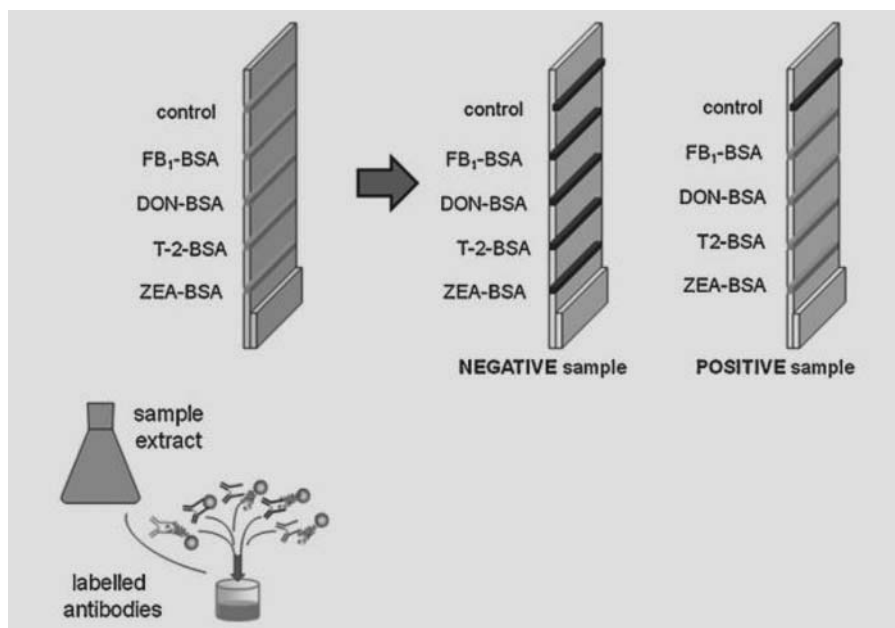 control
FB₁-BSA
DON-BSA
T-2-BSA
ZEA-BSA
control
FB₁-BSA
DON-BSA
T-2-BSA
ZEA-BSA
NEGATIVE sample
control
FB₁-BSA
DON-BSA
T2-BSA
ZEA-BSA
POSITIVE sample
sample
extract
labelled
antibodies